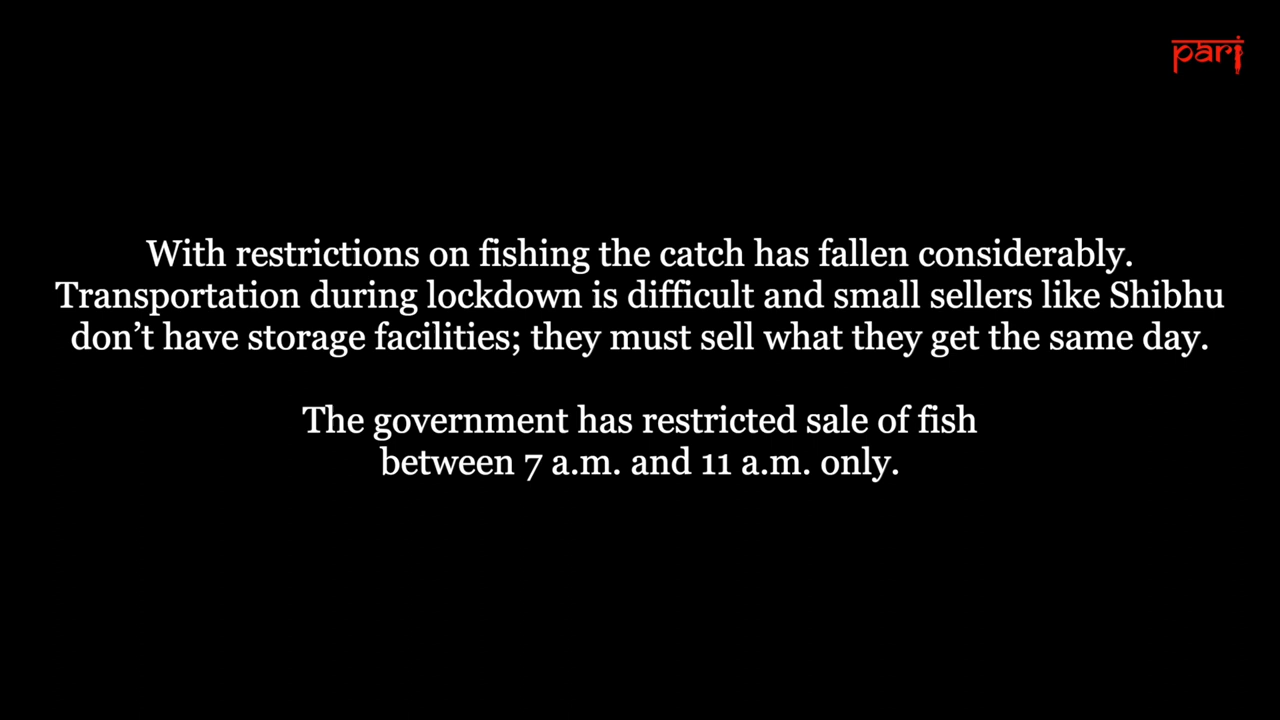 pari
With restrictions on fishing the catch has fallen considerably.
Transportation during lockdown is difficult and small sellers like Shibhu
don’t have storage facilities; they must sell what they get the same day.
The government has restricted sale of fish
between 7 a.m. and 11 a.m. only.